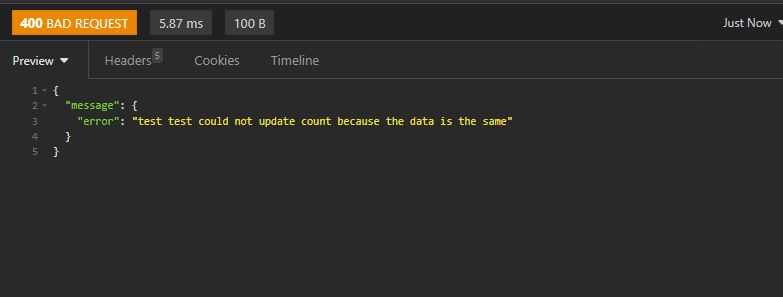 400 BAD REQUEST 5.87 ms 100 B Just Now
Preview Headers 5 Cookies Timeline
1 {
2 "message": {
3 "error": "test test could not update count because the data is the same"
4 }
5 }